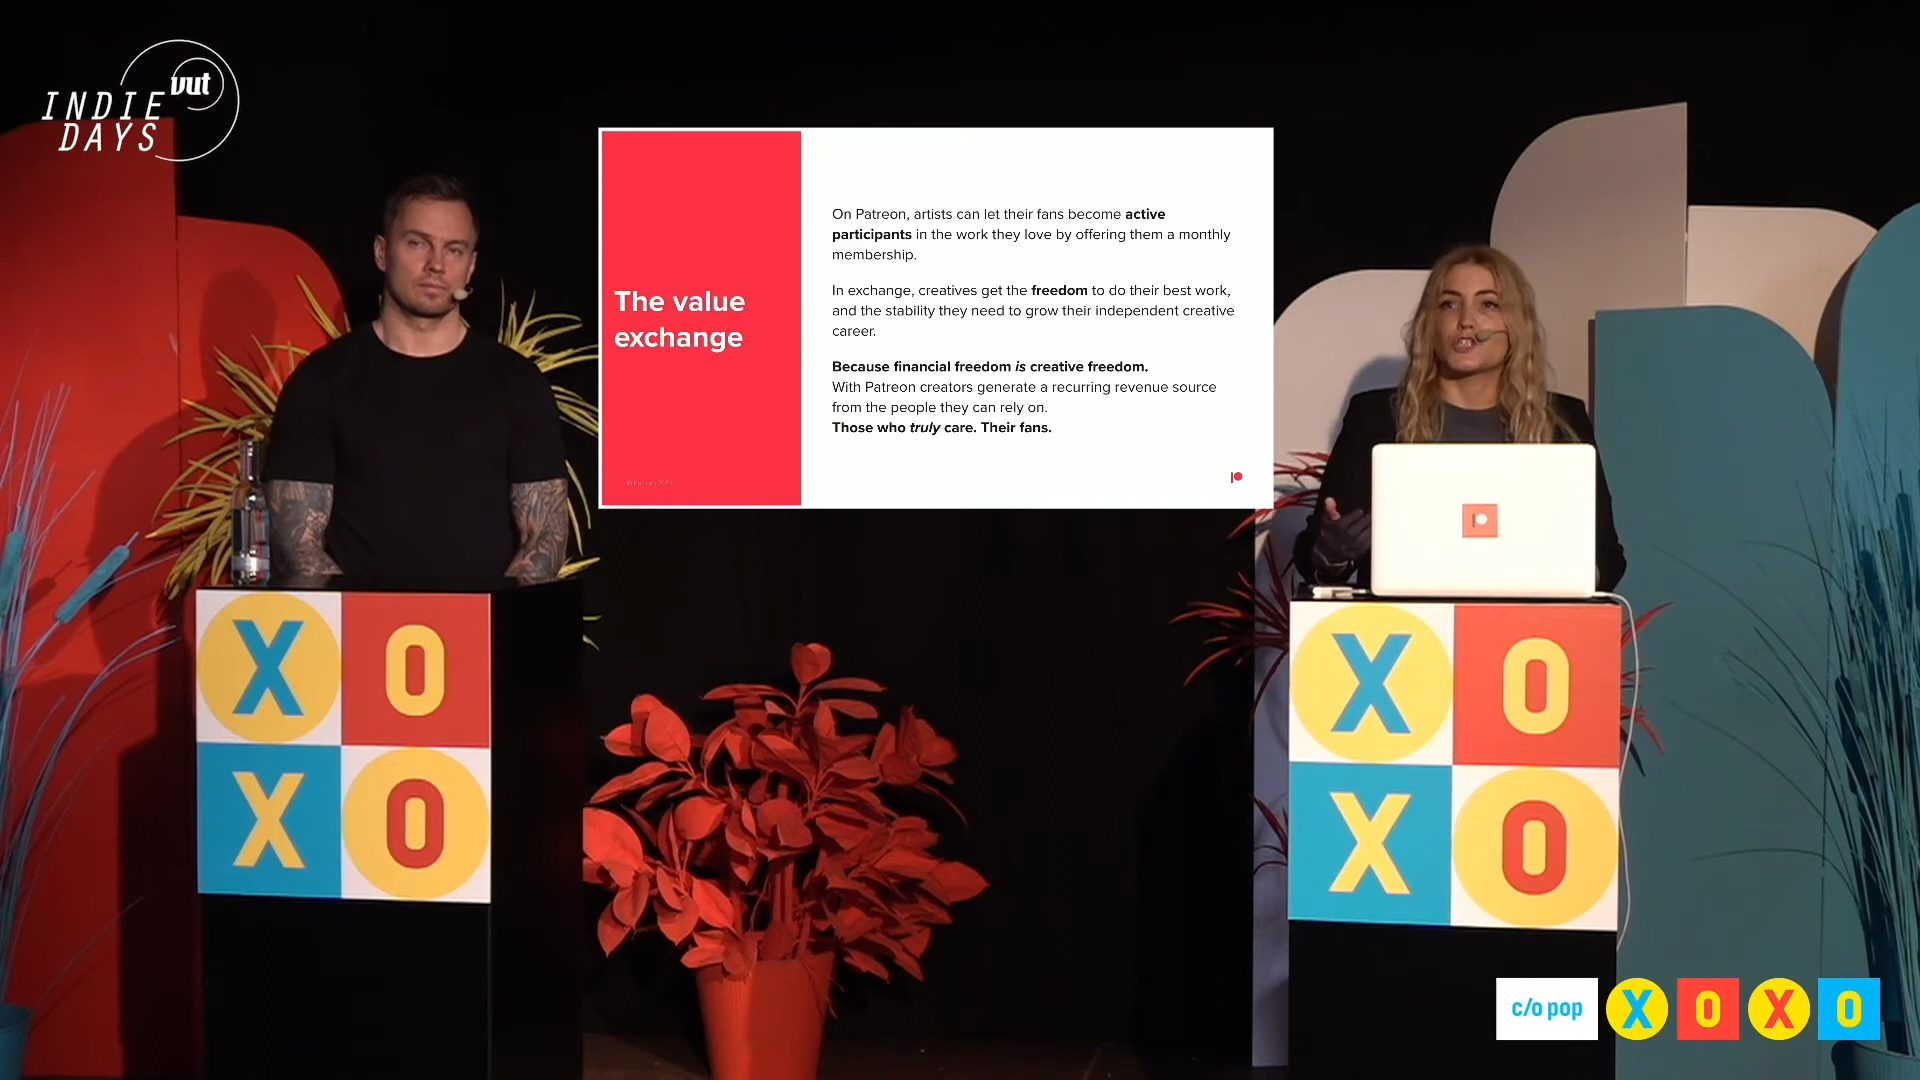 INDIE
DAYS
vut
The value
exchange
On Patreon, artists can let their fans become active
participants in the work they love by offering them a monthly
membership.
In exchange, creatives get the freedom to do their best work,
and the stability they need to grow their independent creative
career.
Because financial freedom is creative freedom.
With Patreon creators generate a recurring revenue source
from the people they can rely on.
Those who truly care. Their fans.
X O
X O
X O
X O
c/o pop X O X O